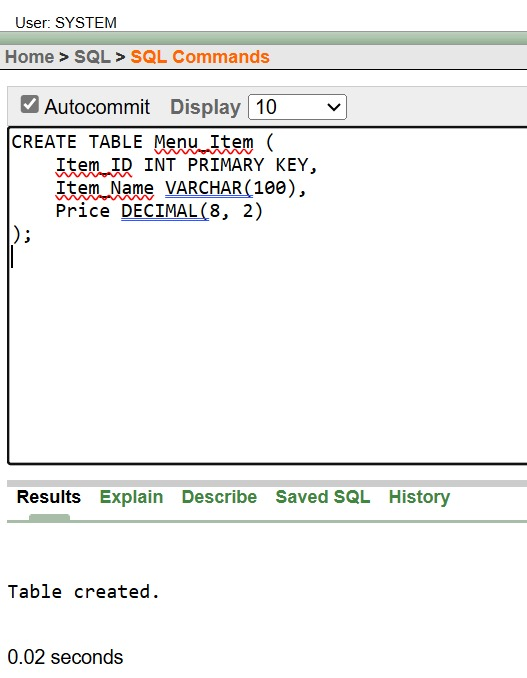 User: SYSTEM
Home > SQL > SQL Commands
Autocommit Display 10
CREATE TABLE Menu_Item (
    Item_ID INT PRIMARY KEY,
    Item_Name VARCHAR(100),
    Price DECIMAL(8, 2)
);
Results Explain Describe Saved SQL History
Table created.
0.02 seconds